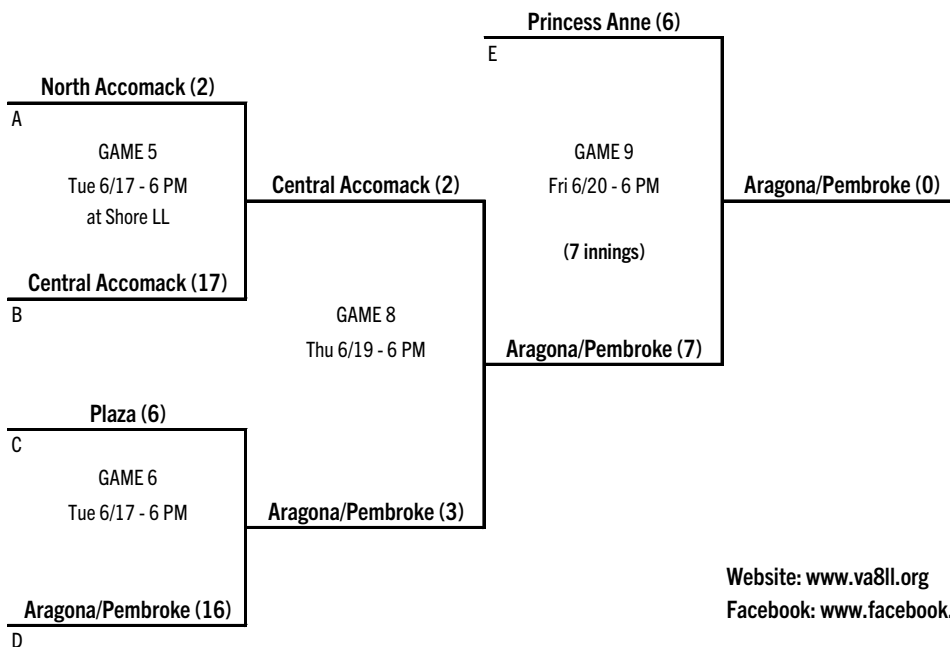 Princess Anne (6)
E
North Accomack (2)
A
GAME 5
Tue 6/17 - 6 PM
at Shore LL
Central Accomack (17)
B
Central Accomack (2)
GAME 8
Thu 6/19 - 6 PM
GAME 9
Fri 6/20 - 6 PM
(7 innings)
Aragona/Pembroke (0)
Aragona/Pembroke (7)
Plaza (6)
C
GAME 6
Tue 6/17 - 6 PM
Aragona/Pembroke (3)
Aragona/Pembroke (16)
D
Website: www.va8ll.org
Facebook: www.facebook.